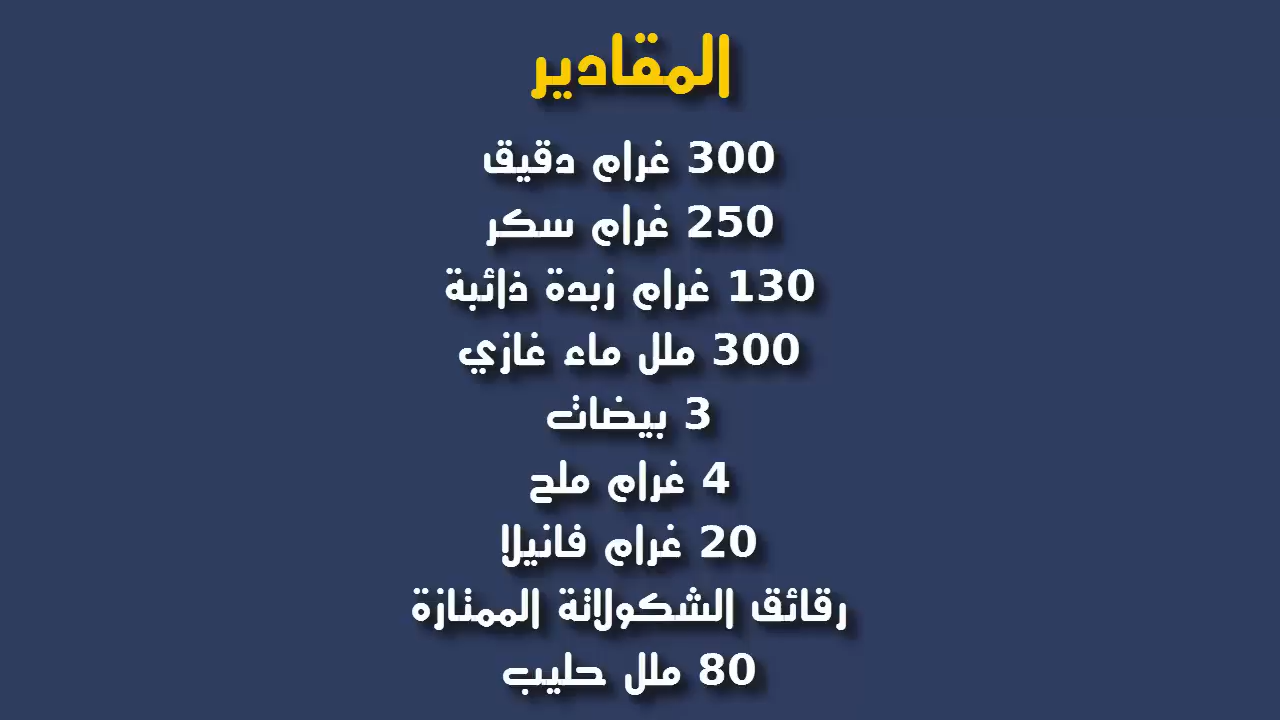 المقادير
300 غرام دقيق
250 غرام سكر
130 غرام زبدة ذائبة
300 ملل ماء غازي
3 بيضات
4 غرام ملح
20 غرام فانيلا
رقائق الشكولاتة الممتازة
80 ملل حليب